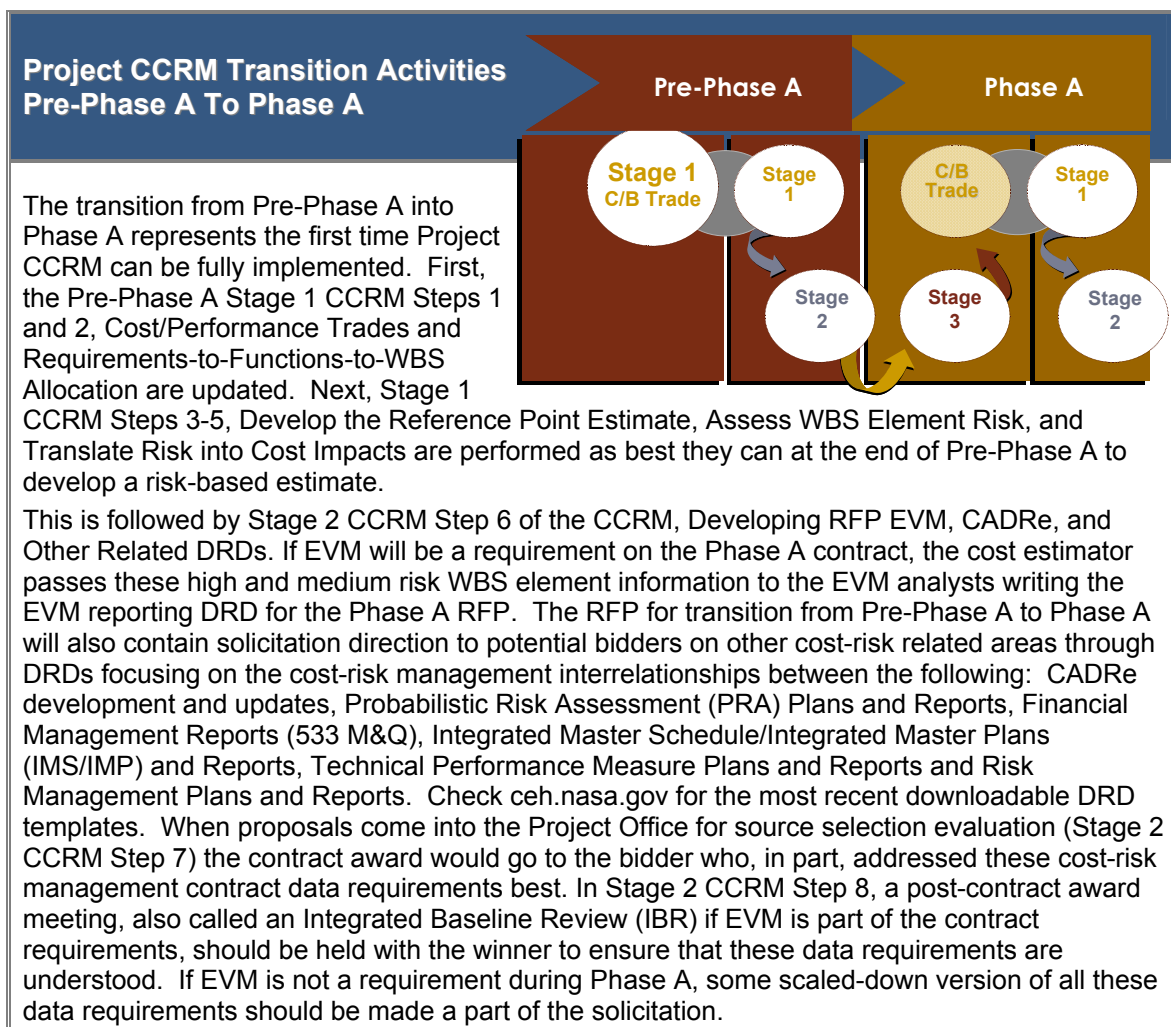 Project CCRM Transition Activities
Pre-Phase A To Phase A
Pre-Phase A
Phase A
Stage 1
C/B Trade
Stage
1
Stage
2
C/B
Trade
Stage
1
Stage
3
Stage
2
The transition from Pre-Phase A into
Phase A represents the first time Project
CCRM can be fully implemented. First,
the Pre-Phase A Stage 1 CCRM Steps 1
and 2, Cost/Performance Trades and
Requirements-to-Functions-to-WBS
Allocation are updated. Next, Stage 1
CCRM Steps 3-5, Develop the Reference Point Estimate, Assess WBS Element Risk, and
Translate Risk into Cost Impacts are performed as best they can at the end of Pre-Phase A to
develop a risk-based estimate.
This is followed by Stage 2 CCRM Step 6 of the CCRM, Developing RFP EVM, CADRe, and
Other Related DRDs. If EVM will be a requirement on the Phase A contract, the cost estimator
passes these high and medium risk WBS element information to the EVM analysts writing the
EVM reporting DRD for the Phase A RFP. The RFP for transition from Pre-Phase A to Phase A
will also contain solicitation direction to potential bidders on other cost-risk related areas through
DRDs focusing on the cost-risk management interrelationships between the following: CADRe
development and updates, Probabilistic Risk Assessment (PRA) Plans and Reports, Financial
Management Reports (533 M&Q), Integrated Master Schedule/Integrated Master Plans
(IMS/IMP) and Reports, Technical Performance Measure Plans and Reports and Risk
Management Plans and Reports. Check ceh.nasa.gov for the most recent downloadable DRD
templates. When proposals come into the Project Office for source selection evaluation (Stage 2
CCRM Step 7) the contract award would go to the bidder who, in part, addressed these cost-risk
management contract data requirements best. In Stage 2 CCRM Step 8, a post-contract award
meeting, also called an Integrated Baseline Review (IBR) if EVM is part of the contract
requirements, should be held with the winner to ensure that these data requirements are
understood. If EVM is not a requirement during Phase A, some scaled-down version of all these
data requirements should be made a part of the solicitation.